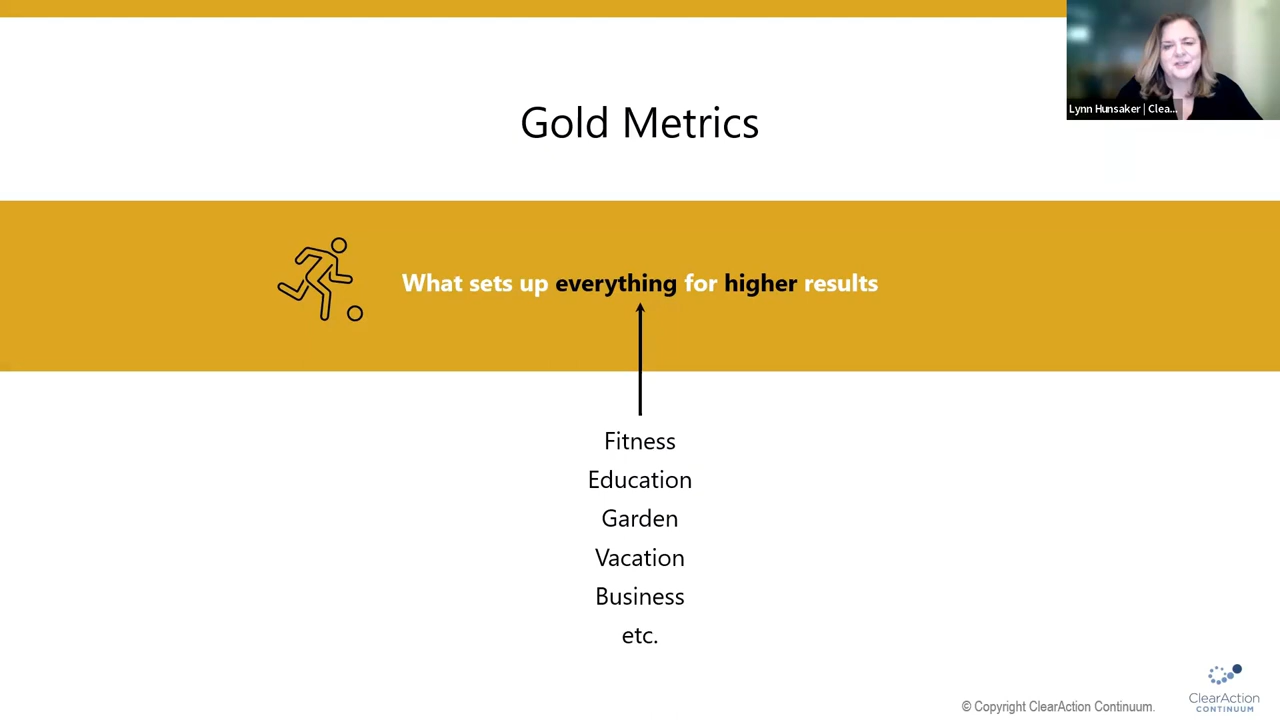 Lynn Hunsaker | Clea...
Gold Metrics
What sets up everything for higher results
Fitness
Education
Garden
Vacation
Business
etc.
© Copyright ClearAction Continuum.
ClearAction
CONTINUUM